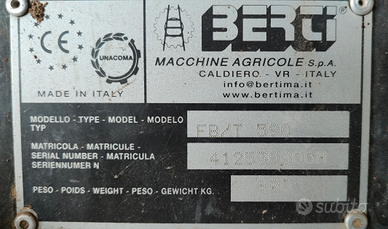 CE
UNACOMA
MADE IN ITALY
BERTI®
MACCHINE AGRICOLE S.p.A.
CALDIERO - VR - ITALY
info@bertima.it
www.bertima.it
MODELLO - TYPE - MODEL - MODELO
TYP
MATRICOLA - MATRICULE -
SERIAL NUMBER - MATRICULA
SERIENNUMER N
PESO - POIDS - WEIGHT - PESO - GEWICHT KG.
subito